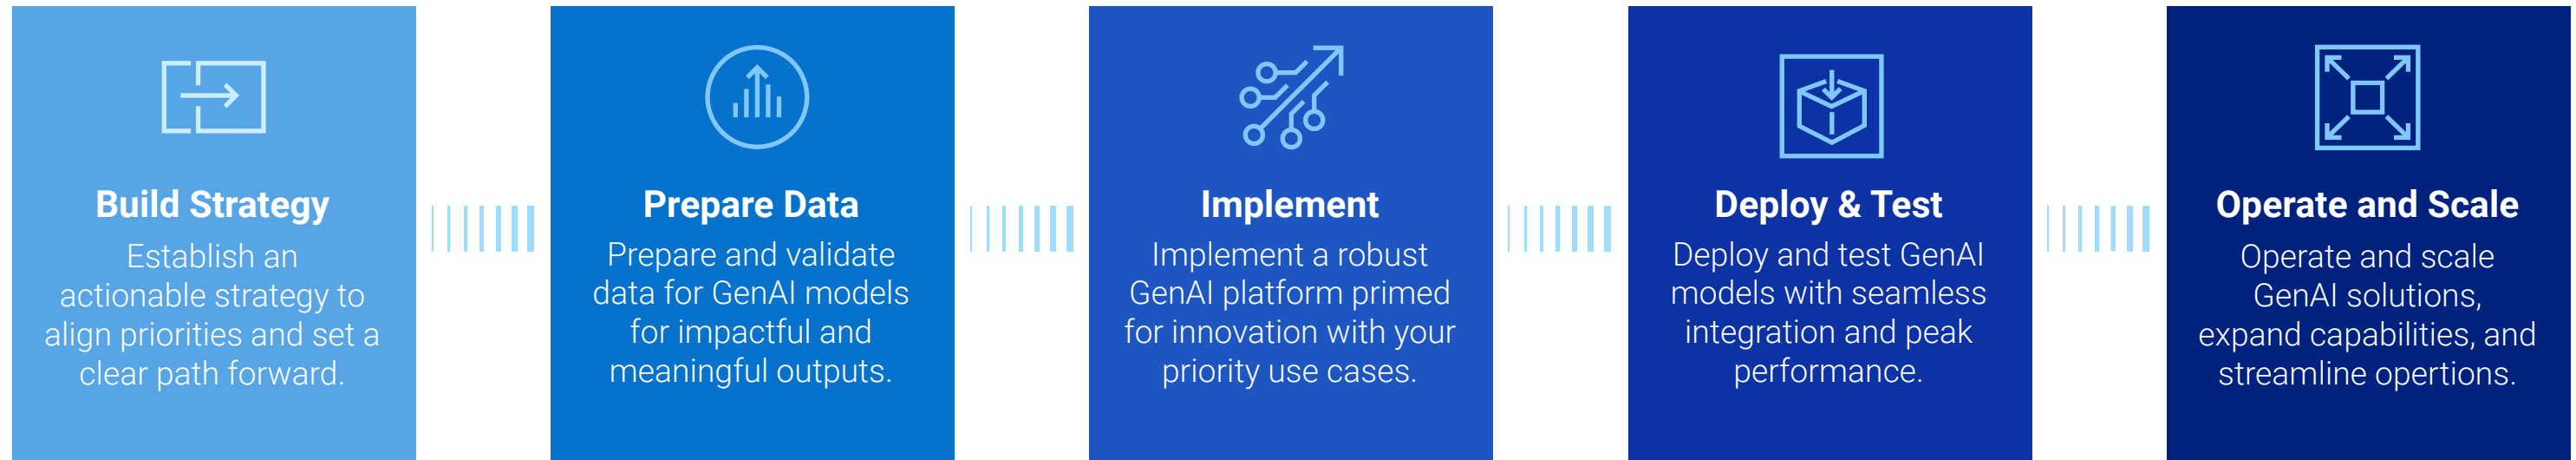 Build Strategy
Establish an
actionable strategy to
align priorities and set a
clear path forward.
Prepare Data
Prepare and validate
data for GenAI models
for impactful and
meaningful outputs.
Implement
Implement a robust
GenAI platform primed
for innovation with your
priority use cases.
Deploy & Test
Deploy and test GenAI
models with seamless
integration and peak
performance.
Operate and Scale
Operate and scale
GenAI solutions,
expand capabilities, and
streamline opertions.